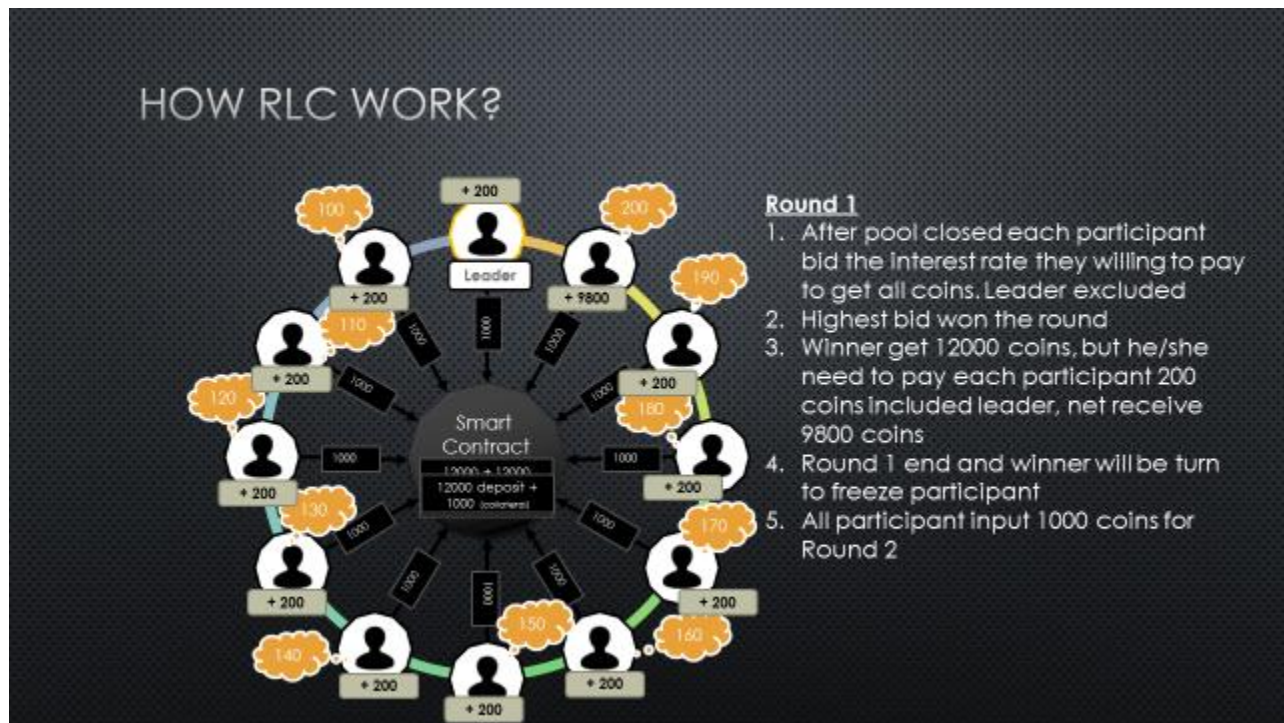 HOW RLC WORK?
+ 200
100
200
Leader
190
+ 200
+ 9800
110
1000
1000
1000
+ 200
1000
1000
+ 200
120
180
Smart
Contract
12000 + 12000
12000 deposit +
1000 (collateral)
1000
1000
+ 200
+ 200
130
1000
1000
170
+ 200
1000
1000
1000
+ 200
150
160
140
+ 200
+ 200
+ 200
Round 1
1. After pool closed each participant
bid the interest rate they willing to pay
to get all coins. Leader excluded
2. Highest bid won the round
3. Winner get 12000 coins, but he/she
need to pay each participant 200
coins included leader, net receive
9800 coins
4. Round 1 end and winner will be turn
to freeze participant
5. All participant input 1000 coins for
Round 2